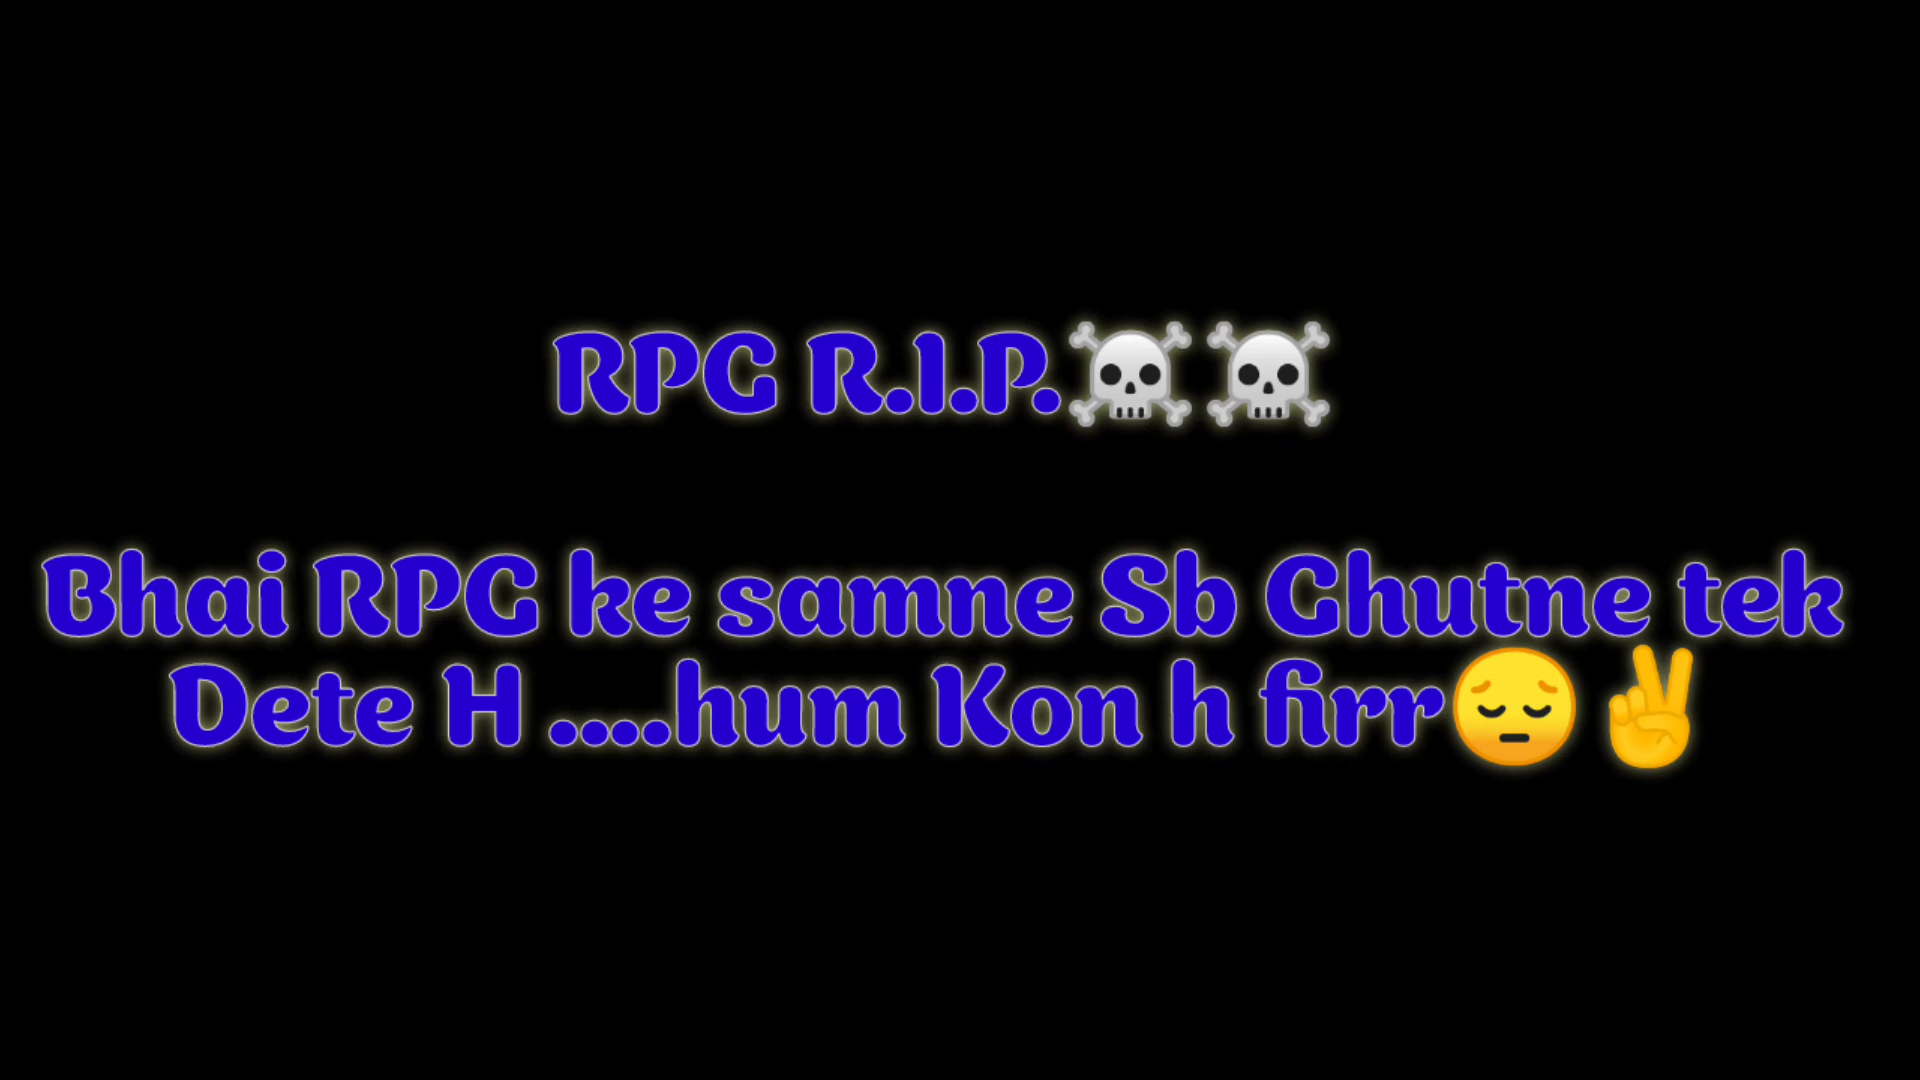 RPG R.I.P.☠️☠️
Bhai RPG ke samne Sb Ghutne tek
Dete H ....hum Kon h firr😔✌️